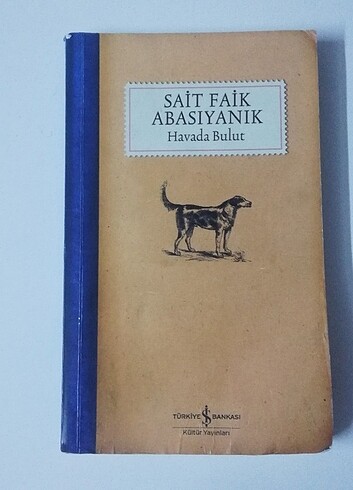 SAİT FAİK
ABASIYANIK
Havada Bulut
TÜRKİYE İŞ BANKASI
Kültür Yayınları